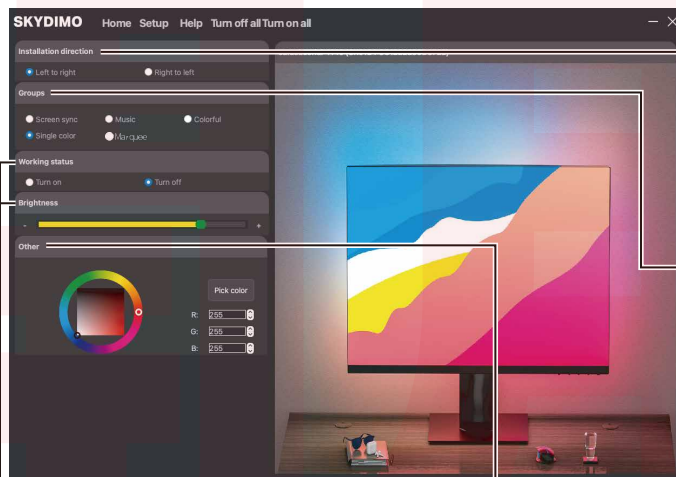 SKYDIMO Home Setup Help Turn off all Turn on all
Installation direction
Left to right Right to left
Groups
Screen sync Music Colorful
Single color Marquee
Working status
Turn on Turn off
Brightness
- +
Other
Pick color
R: 255
G: 255
B: 255